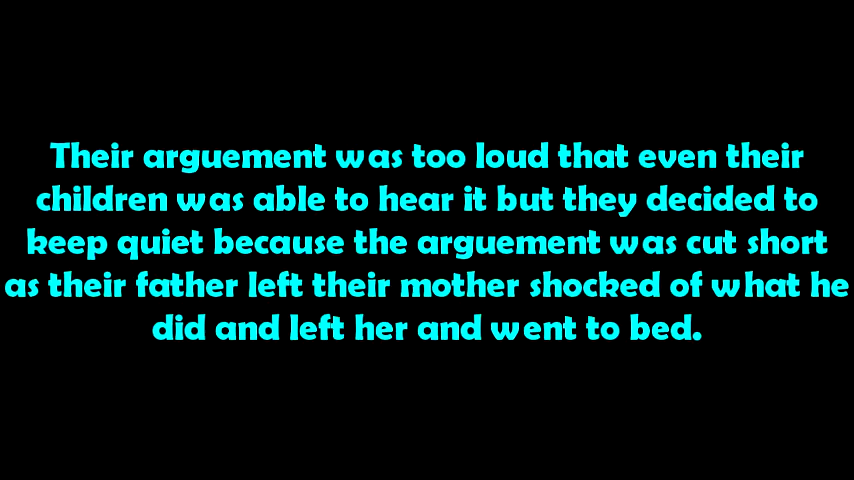 Their arguement was too loud that even their
children was able to hear it but they decided to
keep quiet because the arguement was cut short
as their father left their mother shocked of what he
did and left her and went to bed.